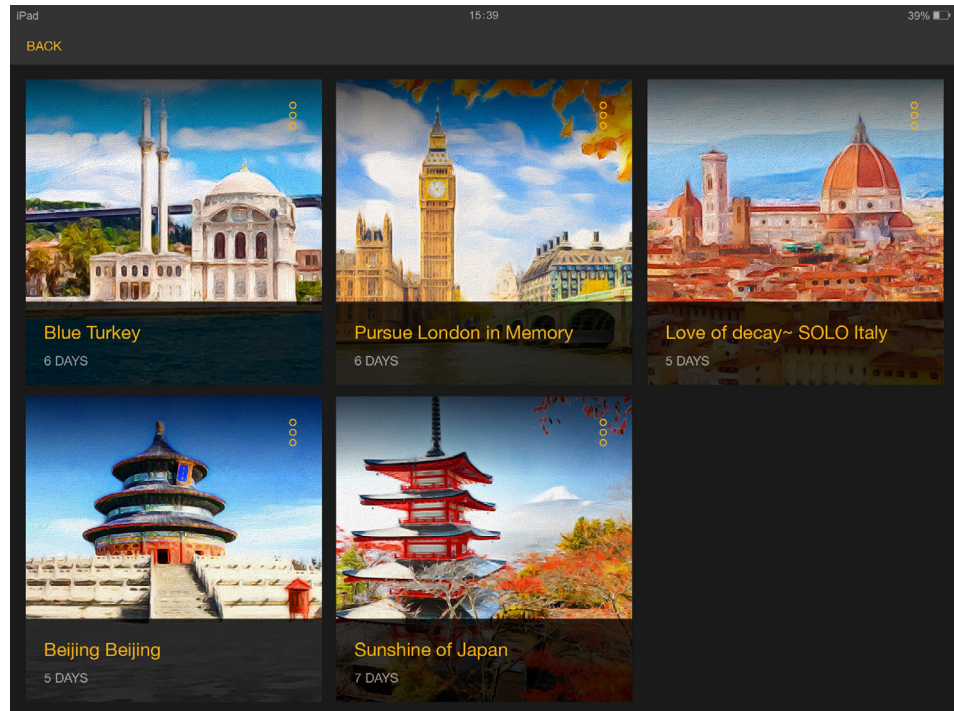 iPad
15:39
39%
BACK
Blue Turkey
6 DAYS
Pursue London in Memory
6 DAYS
Love of decay~ SOLO Italy
5 DAYS
Beijing Beijing
5 DAYS
Sunshine of Japan
7 DAYS